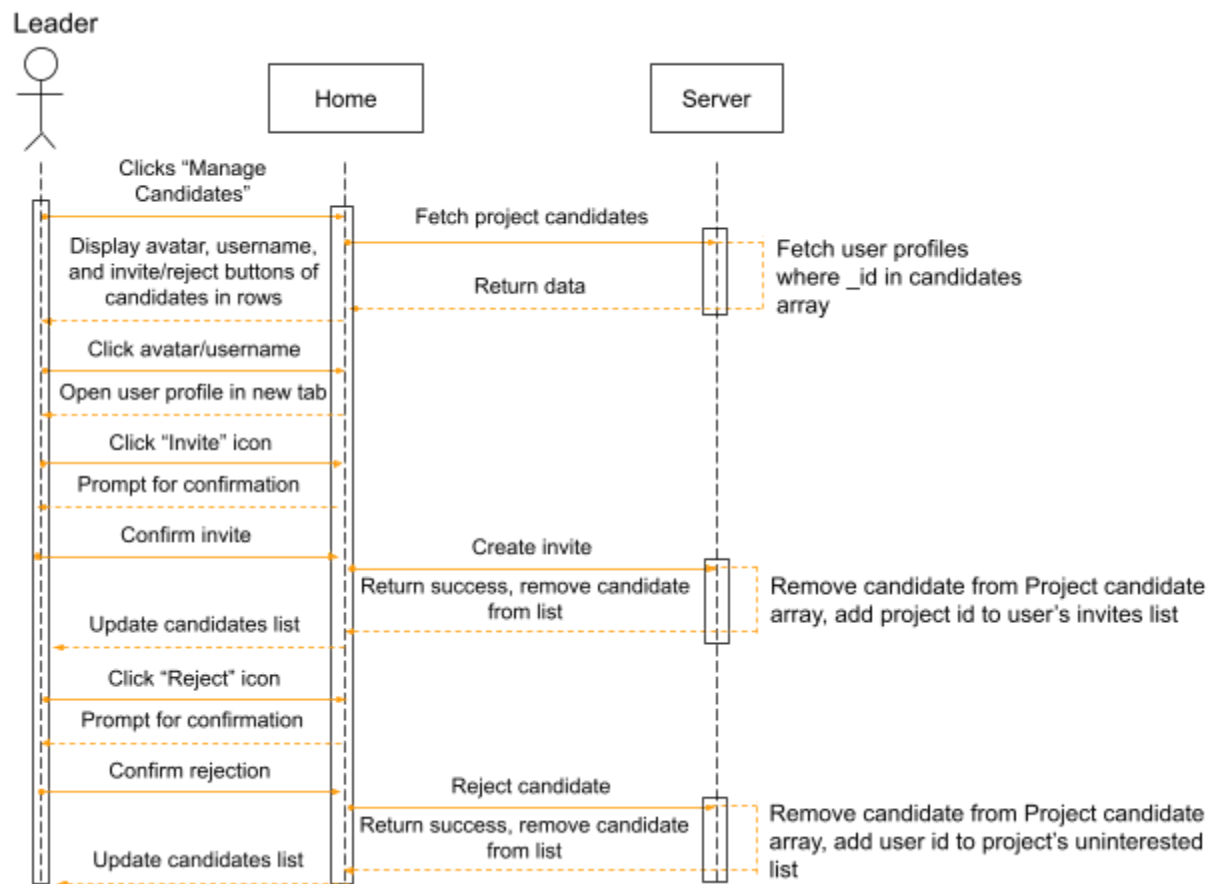 Leader
Home
Server
Clicks “Manage
Candidates”
Fetch project candidates
Display avatar, username,
and invite/reject buttons of
candidates in rows
Fetch user profiles
where _id in candidates
array
Return data
Click avatar/username
Open user profile in new tab
Click “Invite” icon
Prompt for confirmation
Confirm invite
Create invite
Return success, remove candidate
from list
Remove candidate from Project candidate
array, add project id to user’s invites list
Update candidates list
Click “Reject” icon
Prompt for confirmation
Confirm rejection
Reject candidate
Return success, remove candidate
from list
Remove candidate from Project candidate
array, add user id to project’s uninterested
list
Update candidates list